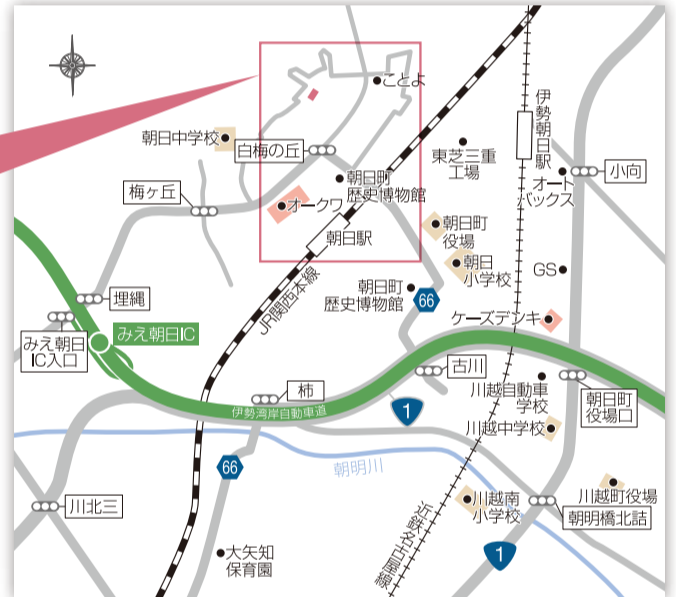 ことよ
朝日中学校
白梅の丘
東芝三重
工場
伊勢朝日駅
小向
オート
バックス
梅ヶ丘
朝日町
歴史博物館
オークワ
朝日駅
朝日町
役場
朝日
小学校
GS
JR関西本線
朝日町
歴史博物館
66
ケーズデンキ
埋縄
みえ朝日
IC入口
みえ朝日IC
古川
柿
伊勢湾岸自動車道
1
川越自動車
学校
朝日町
役場口
川越中学校
66
朝明川
川北三
川越南
小学校
川越町役場
朝明橋北詰
近鉄名古屋線
1
大矢知
保育園